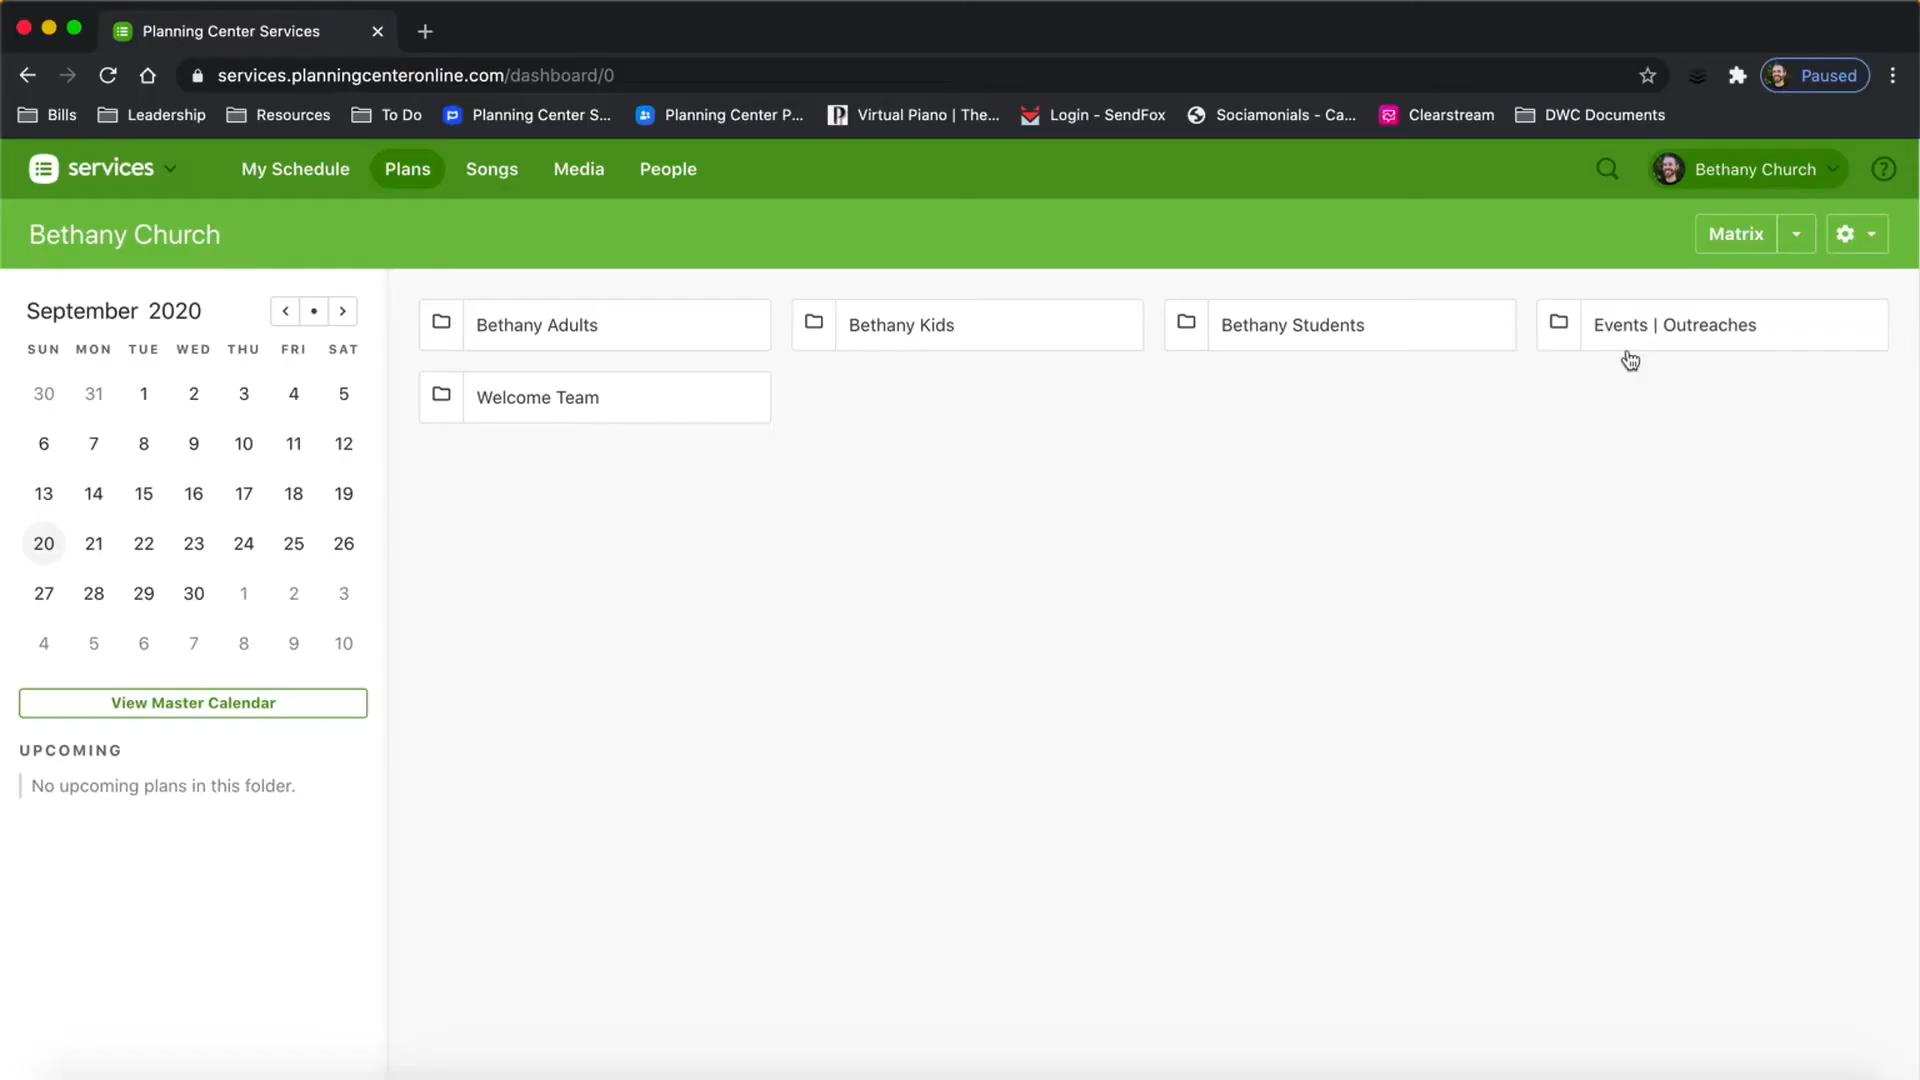 Planning Center Services
services.planningcenteronline.com/dashboard/0
Paused
Bills
Leadership
Resources
To Do
Planning Center S...
Planning Center P...
Virtual Piano | The...
Login - SendFox
Sociamonials - Ca...
Clearstream
DWC Documents
services
My Schedule
Plans
Songs
Media
People
Bethany Church
Bethany Church
Matrix
September 2020
SUN MON TUE WED THU FRI SAT
30 31 1 2 3 4 5
6 7 8 9 10 11 12
13 14 15 16 17 18 19
20 21 22 23 24 25 26
27 28 29 30 1 2 3
4 5 6 7 8 9 10
View Master Calendar
UPCOMING
No upcoming plans in this folder.
Bethany Adults
Bethany Kids
Bethany Students
Events | Outreaches
Welcome Team